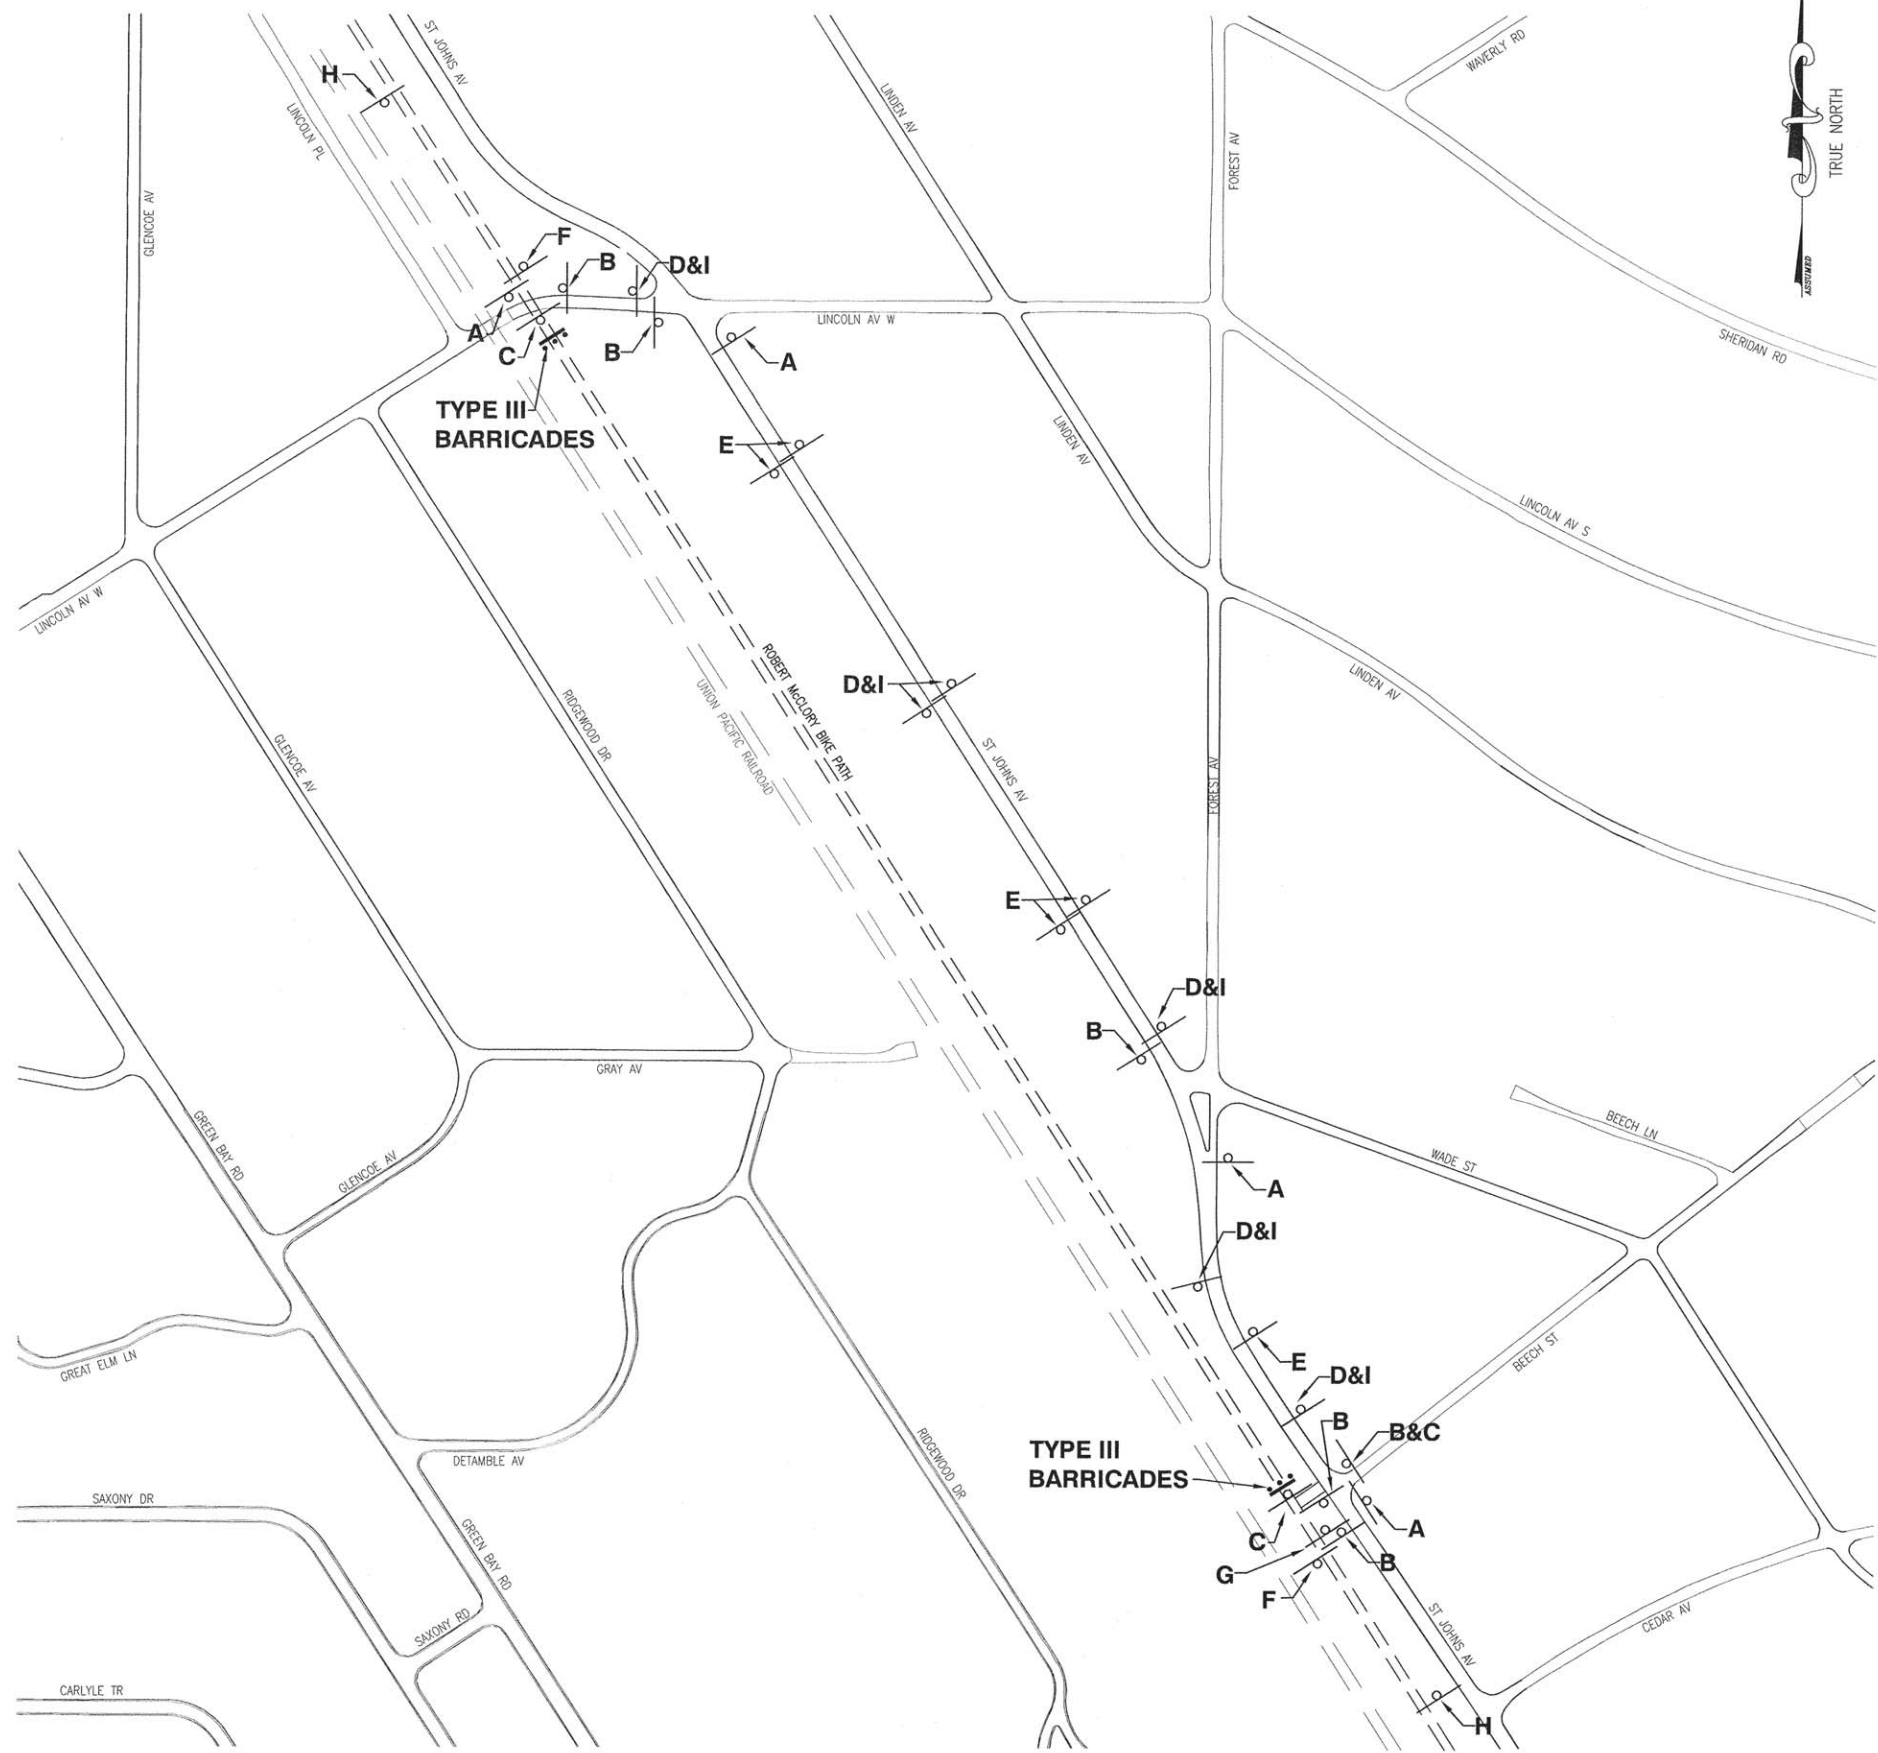 ST JOHNS AV
WAVERLY RD
H
LINDEN AV
LINCOLN PL
FOREST AV
TRUE NORTH
GLENCOE AV
F
B
D&I
ASSUMED
A
LINCOLN AV W
C
B
A
SHERIDAN RD
TYPE III
BARRICADES
E
LINDEN AV
LINCOLN AV S
LINCOLN AV W
ROBERT McCLORY BIKE PATH
UNION PACIFIC RAILROAD
D&I
LINDEN AV
RIDGEWOOD DR
GLENCOE AV
ST JOHNS AV
FOREST AV
E
D&I
B
GRAY AV
GREEN BAY RD
GLENCOE AV
BEECH LN
WADE ST
A
D&I
GREAT ELM LN
E
BEECH ST
D&I
B
B&C
DETAMBLE AV
RIDGEWOOD DR
TYPE III
BARRICADES
SAXONY DR
GREEN BAY RD
C
A
B
G
F
SAXONY RD
ST JOHNS AV
CEDAR AV
CARLYLE TR
H